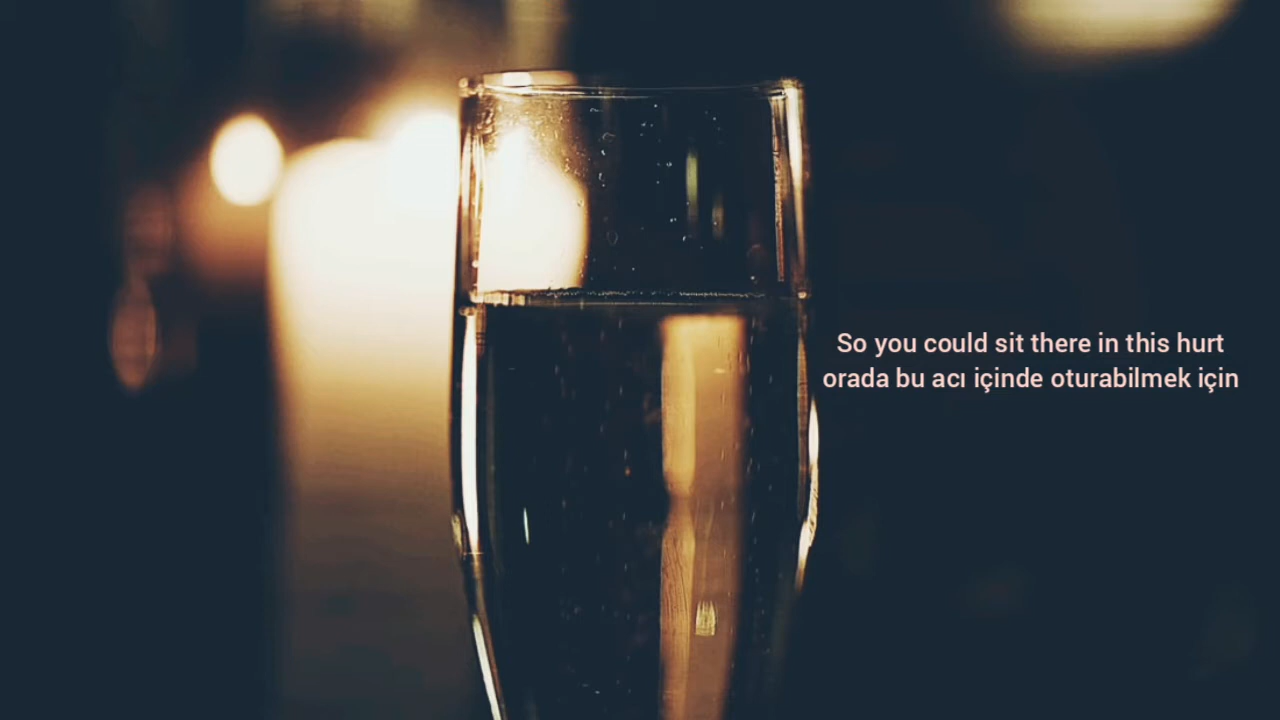 So you could sit there in this hurt
orada bu acı içinde oturabilmek için